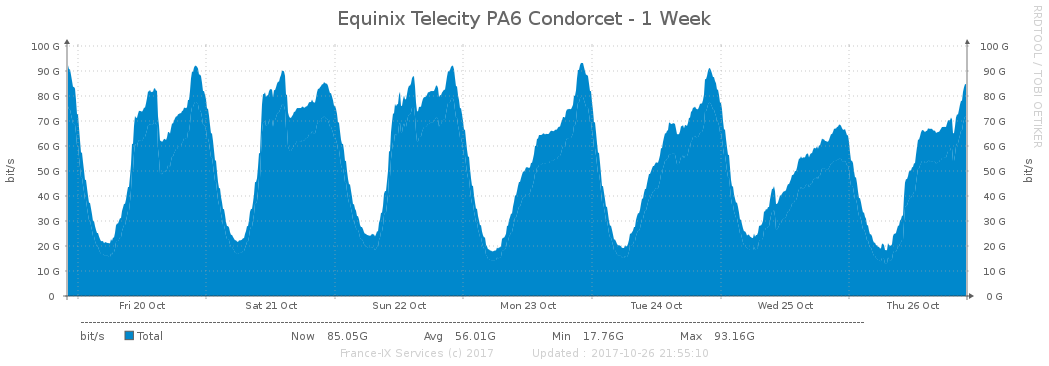 Equinix Telecity PA6 Condorcet - 1 Week
RRDTOOL / TOBI OETIKER
100 G 100 G
90 G 90 G
80 G 80 G
70 G 70 G
60 G 60 G
50 G 50 G
40 G 40 G
30 G 30 G
20 G 20 G
10 G 10 G
0 0 G
bit/s bit/s
Fri 20 Oct Sat 21 Oct Sun 22 Oct Mon 23 Oct Tue 24 Oct Wed 25 Oct Thu 26 Oct
bit/s Total Now 85.05G Avg 56.01G Min 17.76G Max 93.16G
France-IX Services (c) 2017 Updated : 2017-10-26 21:55:10